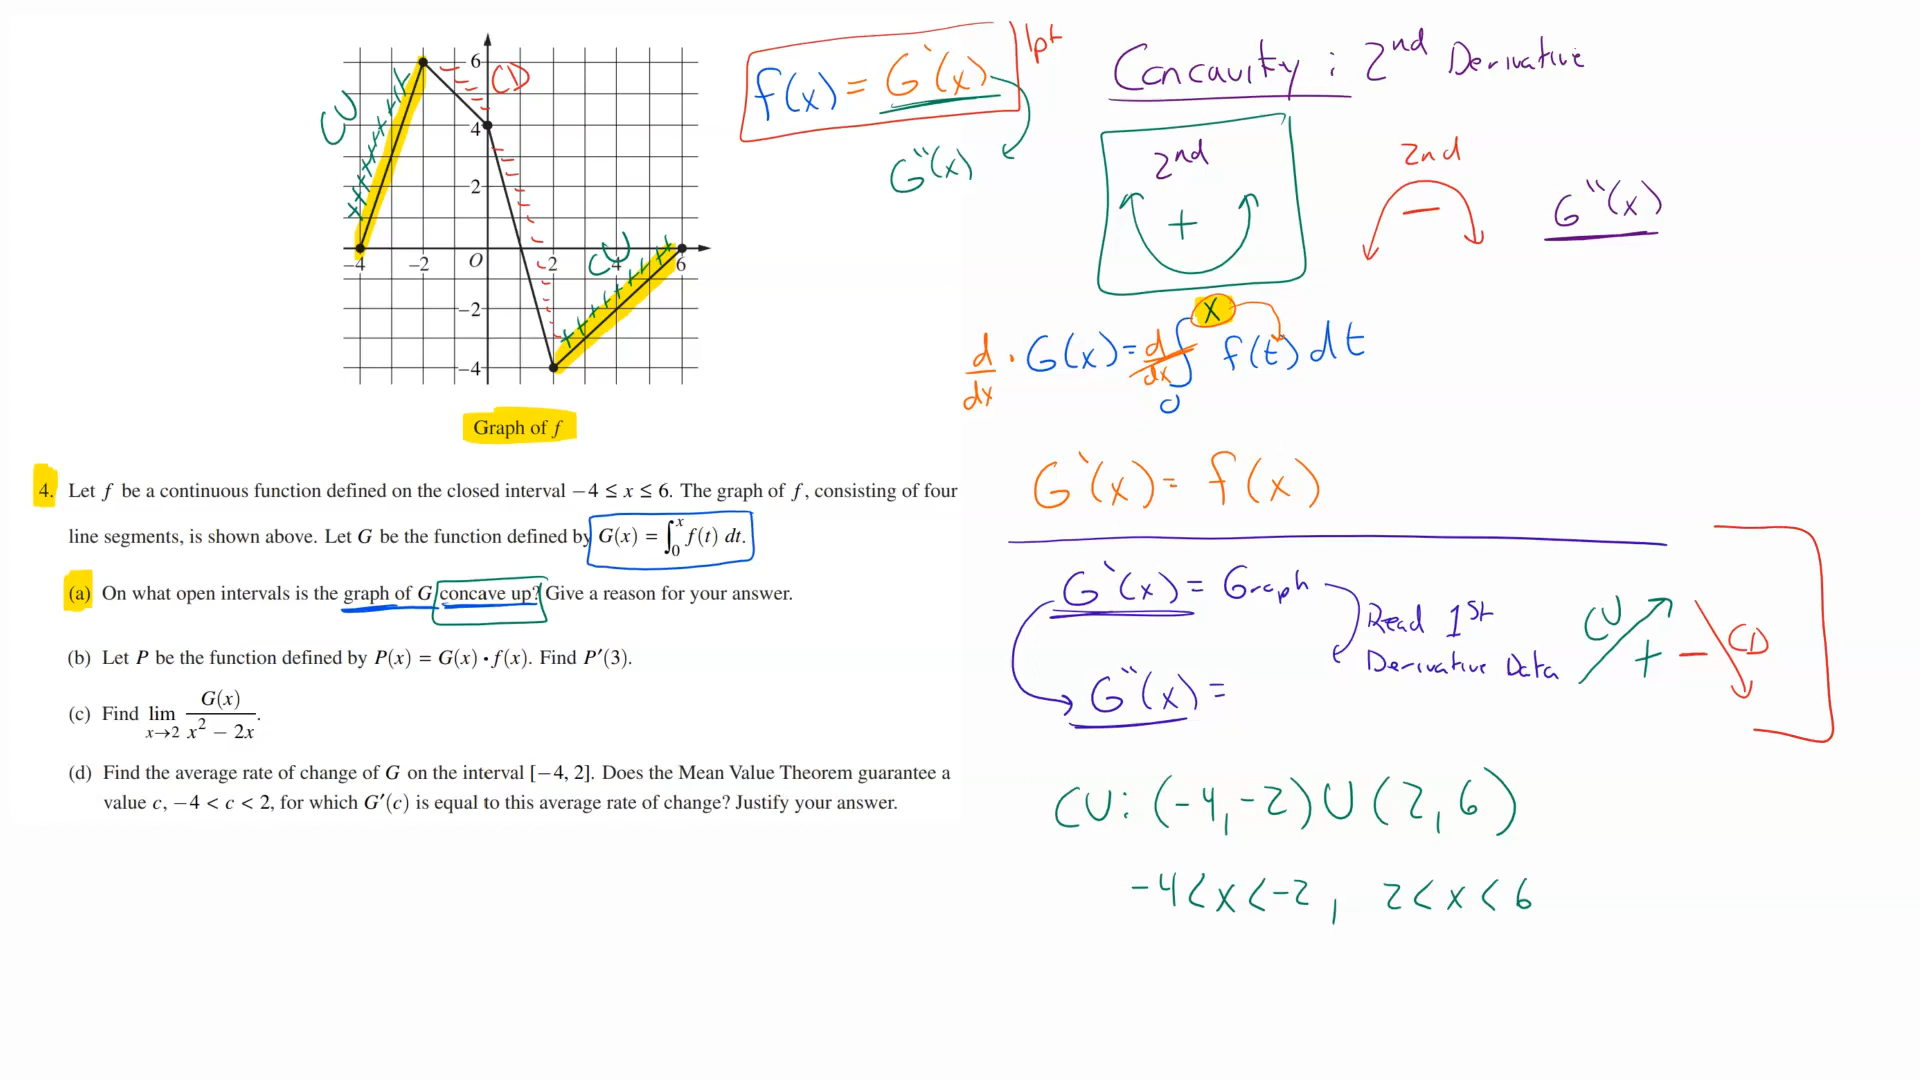 6
4
2
-4 -2 O 2 4 6
-2
-4
CU
CD
CU
Graph of f
4. Let f be a continuous function defined on the closed interval −4 ≤ x ≤ 6. The graph of f, consisting of four
line segments, is shown above. Let G be the function defined by G(x) = ∫₀ˣ f(t) dt.
(a) On what open intervals is the graph of G concave up? Give a reason for your answer.
(b) Let P be the function defined by P(x) = G(x) • f(x). Find P′(3).
(c) Find lim x→2 G(x) / (x² − 2x).
(d) Find the average rate of change of G on the interval [−4, 2]. Does the Mean Value Theorem guarantee a
value c, −4 < c < 2, for which G′(c) is equal to this average rate of change? Justify your answer.
f(x) = G'(x) 1pt
G''(x)
Concavity : 2nd Derivative
2nd
+
2nd
−
G''(x)
d/dx · G(x) = d/dx ∫₀ˣ f(t) dt
G'(x) = f(x)
G'(x) = Graph
Read 1st
Derivative Data
G''(x) =
CU
+
− CD
CU: (-4,-2) U (2,6)
-4 < x < -2, 2 < x < 6